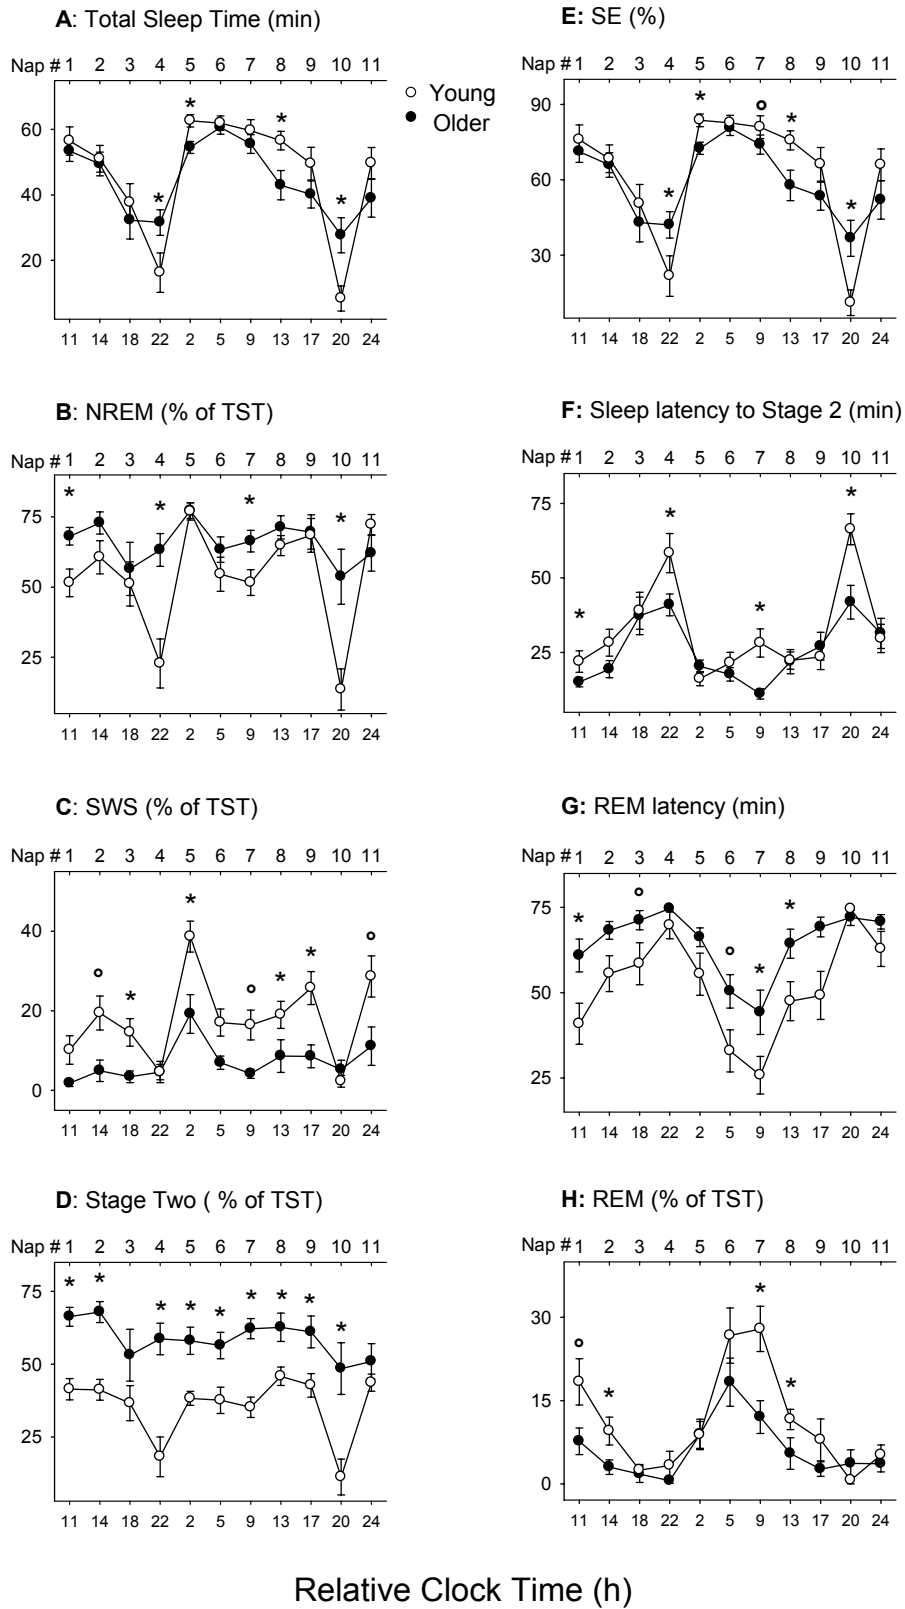 A: Total Sleep Time (min)
Nap # 1 2 3 4 5 6 7 8 9 10 11
* * *
60
40
20
11 14 18 22 2 5 9 13 17 20 24
Young
Older
E: SE (%)
1 2 3 4 5 6 7 8 9 10 11
* * * *
90
60
30
11 14 18 22 2 5 9 13 17 20 24
B: NREM (% of TST)
Nap # 1 2 3 4 5 6 7 8 9 10 11
* * * *
75
50
25
11 14 18 22 2 5 9 13 17 20 24
F: Sleep latency to Stage 2 (min)
1 2 3 4 5 6 7 8 9 10 11
* * * *
75
50
25
11 14 18 22 2 5 9 13 17 20 24
C: SWS (% of TST)
Nap # 1 2 3 4 5 6 7 8 9 10 11
* * * *
40
20
0
11 14 18 22 2 5 9 13 17 20 24
G: REM latency (min)
Nap # 1 2 3 4 5 6 7 8 9 10 11
* * *
75
50
25
11 14 18 22 2 5 9 13 17 20 24
D: Stage Two ( % of TST)
Nap # 1 2 3 4 5 6 7 8 9 10 11
* * * * * * * * *
75
50
25
11 14 18 22 2 5 9 13 17 20 24
H: REM (% of TST)
Nap # 1 2 3 4 5 6 7 8 9 10 11
* * *
30
15
0
11 14 18 22 2 5 9 13 17 20 24
Relative Clock Time (h)